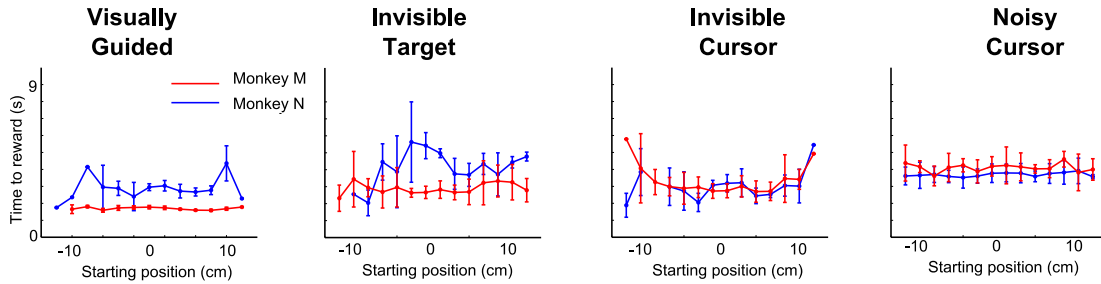 Visually
Guided
Invisible
Target
Invisible
Cursor
Noisy
Cursor
Monkey M
Monkey N
Time to reward (s)
9
0
-10
0
10
Starting position (cm)
-10
0
10
Starting position (cm)
-10
0
10
Starting position (cm)
-10
0
10
Starting position (cm)